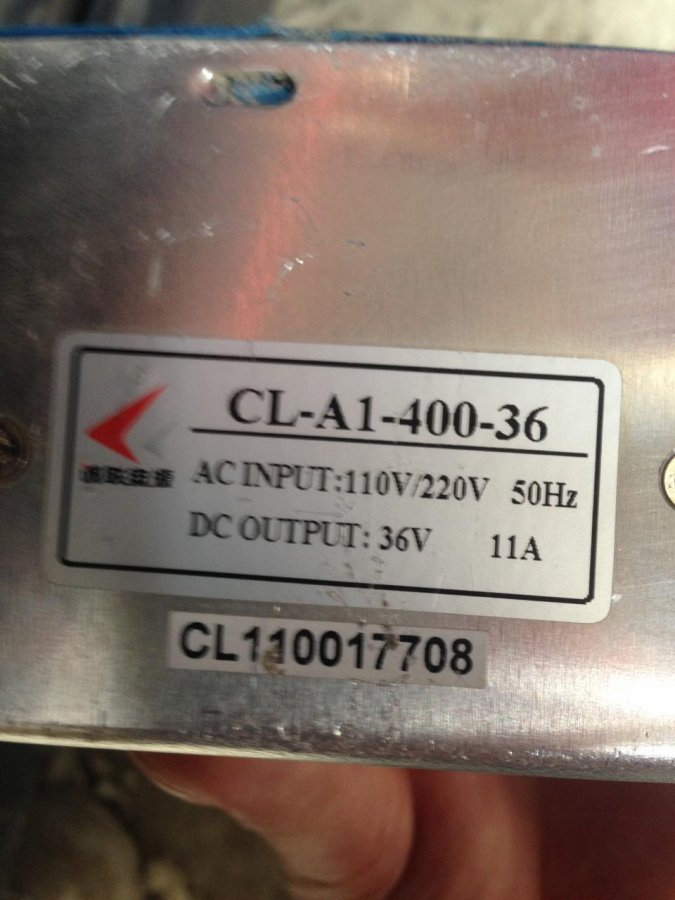 CL-A1-400-36
AC INPUT:110V/220V 50Hz
DC OUTPUT: 36V 11A
CL110017708